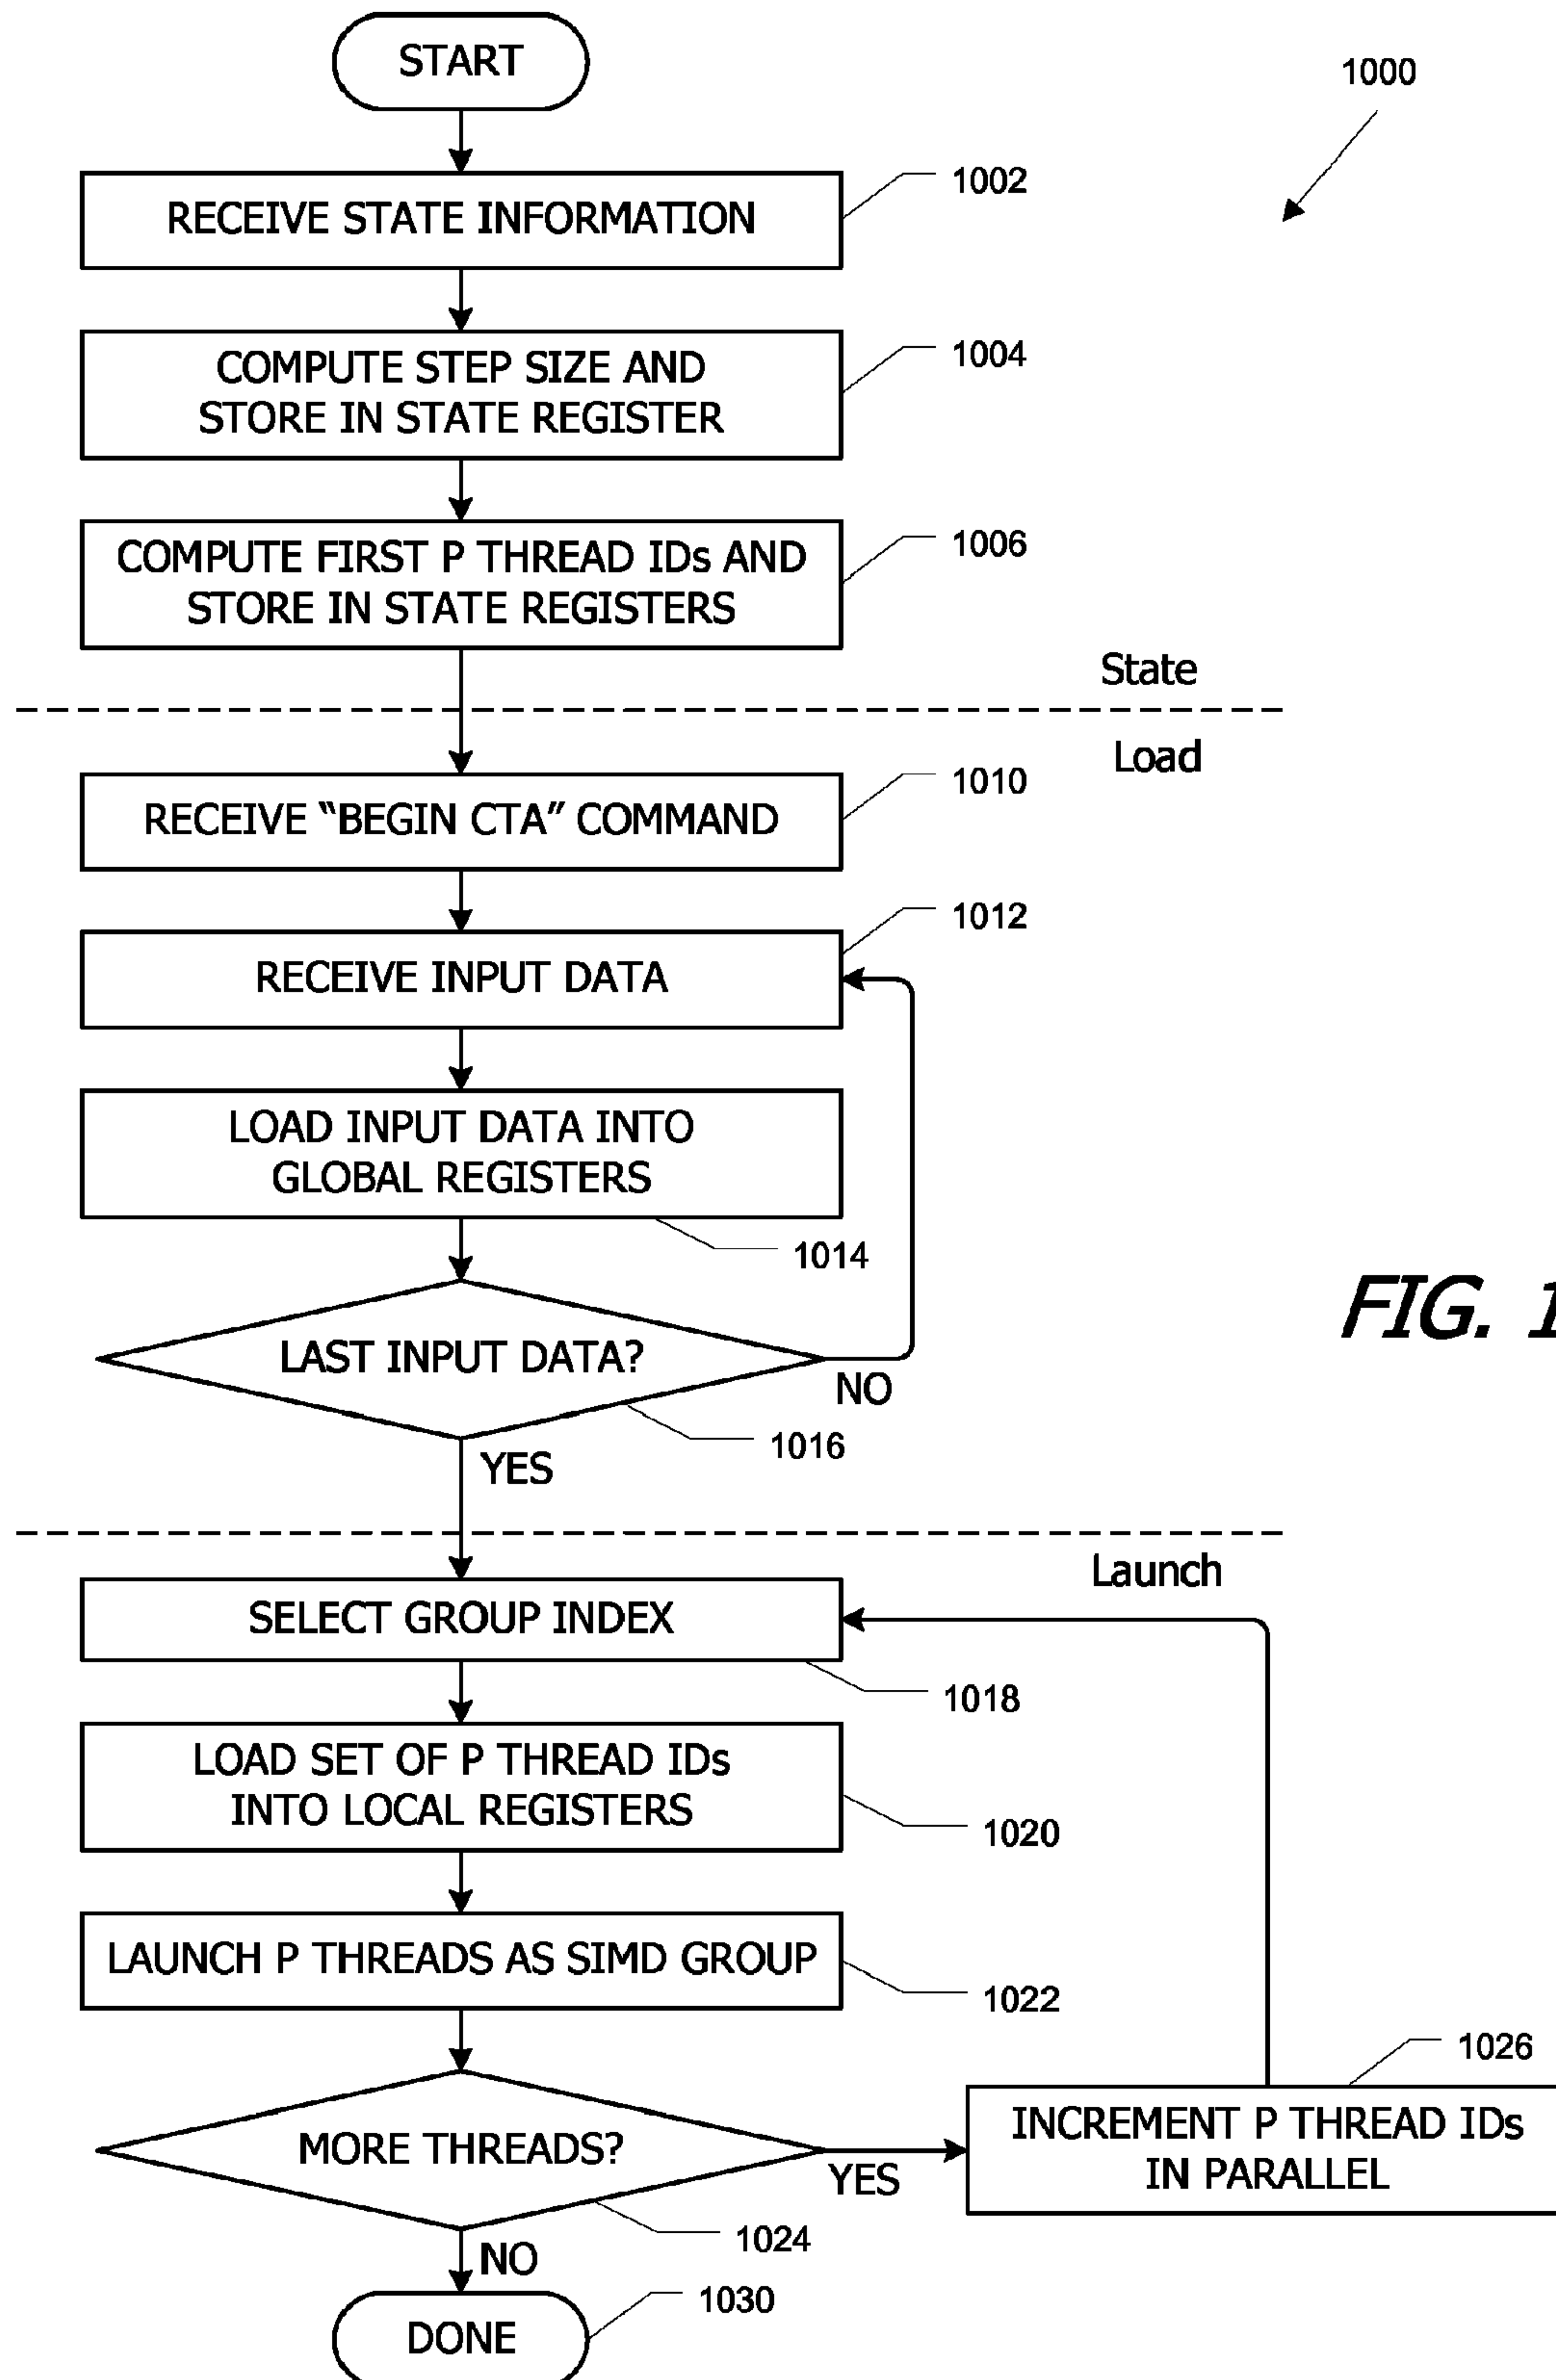 START
1000
RECEIVE STATE INFORMATION
1002
COMPUTE STEP SIZE AND
STORE IN STATE REGISTER
1004
COMPUTE FIRST P THREAD IDs AND
STORE IN STATE REGISTERS
1006
State
Load
RECEIVE “BEGIN CTA” COMMAND
1010
RECEIVE INPUT DATA
1012
LOAD INPUT DATA INTO
GLOBAL REGISTERS
1014
LAST INPUT DATA?
NO
1016
YES
FIG.
Launch
SELECT GROUP INDEX
1018
LOAD SET OF P THREAD IDs
INTO LOCAL REGISTERS
1020
LAUNCH P THREADS AS SIMD GROUP
1022
MORE THREADS?
YES
1024
INCREMENT P THREAD IDs
IN PARALLEL
1026
NO
DONE
1030